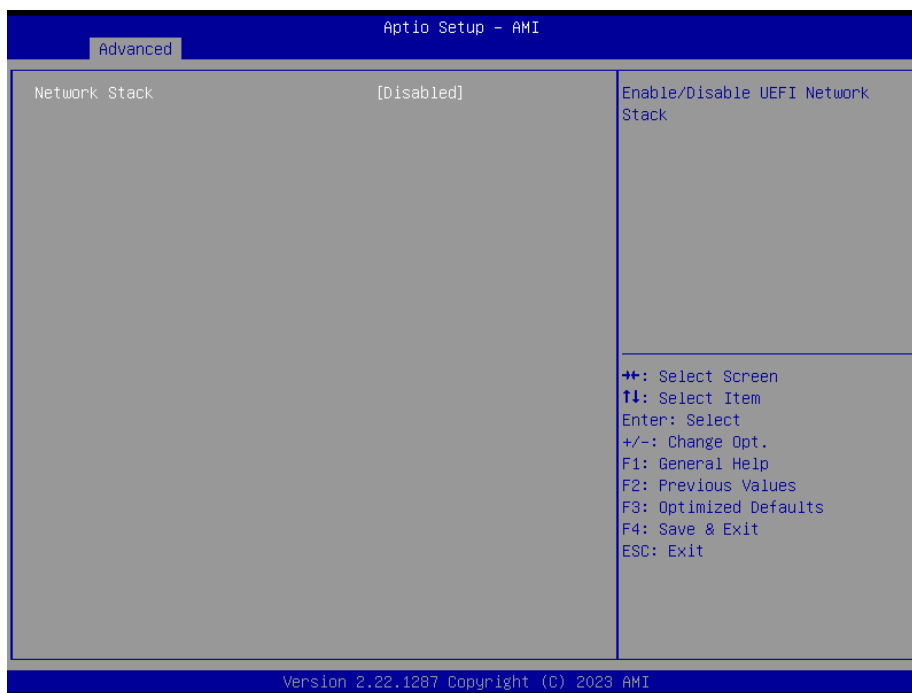 Aptio Setup – AMI
Advanced
Network Stack [Disabled]
Enable/Disable UEFI Network
Stack
→←: Select Screen
↑↓: Select Item
Enter: Select
+/-: Change Opt.
F1: General Help
F2: Previous Values
F3: Optimized Defaults
F4: Save & Exit
ESC: Exit
Version 2.22.1287 Copyright (C) 2023 AMI